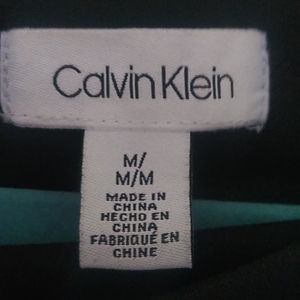 Calvin Klein
M/
M/M
MADE IN
CHINA
HECHO EN
CHINA
FABRIQUÉ EN
CHINE